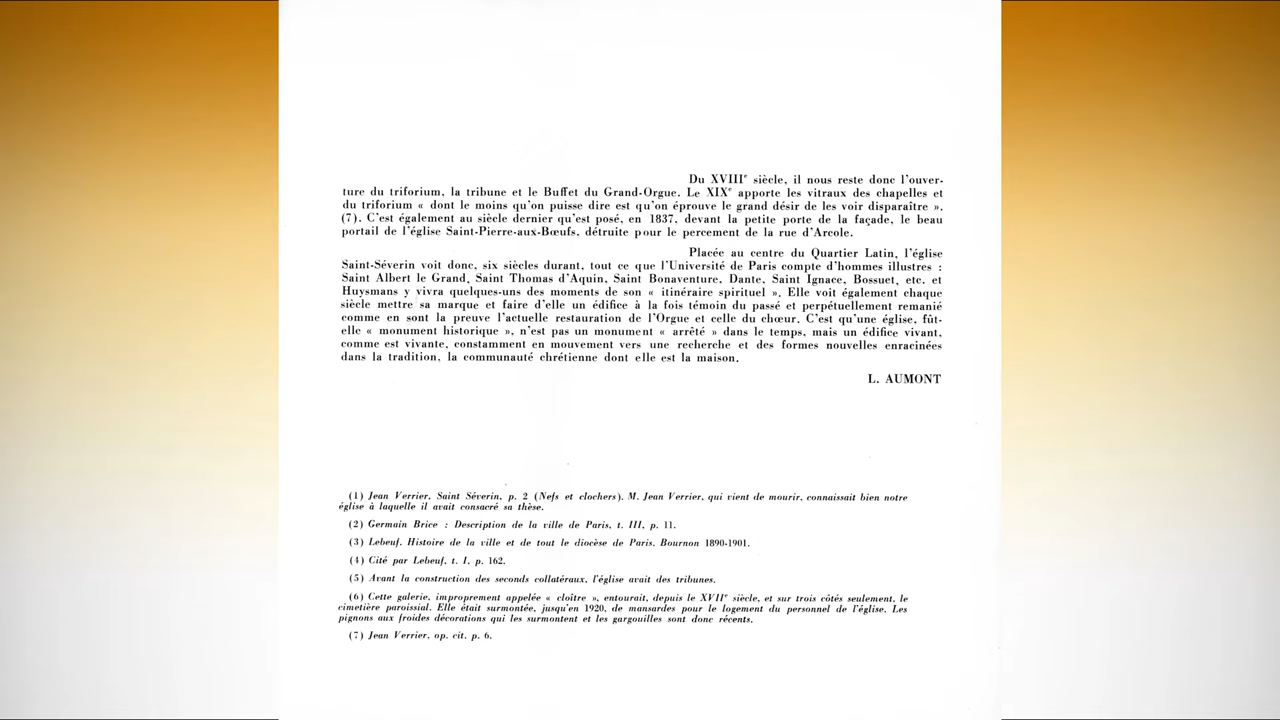 Du XVIIIe siècle, il nous reste donc l'ouver-
ture du triforium, la tribune et le Buffet du Grand-Orgue. Le XIXe apporte les vitraux des chapelles et
du triforium « dont le moins qu'on puisse dire est qu'on éprouve le grand désir de les voir disparaître ».
(7). C'est également au siècle dernier qu'est posé, en 1837, devant la petite porte de la façade, le beau
portail de l'église Saint-Pierre-aux-Bœufs, détruite pour le percement de la rue d'Arcole.
Placée au centre du Quartier Latin, l'église
Saint-Séverin voit donc, six siècles durant, tout ce que l'Université de Paris compte d'hommes illustres :
Saint Albert le Grand, Saint Thomas d'Aquin, Saint Bonaventure, Dante, Saint Ignace, Bossuet, etc. et
Huysmans y vivra quelques-uns des moments de son « itinéraire spirituel ». Elle voit également chaque
siècle mettre sa marque et faire d'elle un édifice à la fois témoin du passé et perpétuellement remanié
comme en sont la preuve l'actuelle restauration de l'Orgue et celle du chœur. C'est qu'une église, fût-
elle « monument historique », n'est pas un monument « arrêté » dans le temps, mais un édifice vivant,
comme est vivante, constamment en mouvement vers une recherche et des formes nouvelles enracinées
dans la tradition, la communauté chrétienne dont elle est la maison.
L. AUMONT
(1) Jean Verrier, Saint Séverin, p. 2 (Nefs et clochers). M. Jean Verrier, qui vient de mourir, connaissait bien notre
église à laquelle il avait consacré sa thèse.
(2) Germain Brice : Description de la ville de Paris, t. III, p. 11.
(3) Lebeuf, Histoire de la ville et de tout le diocèse de Paris. Bournon 1890-1901.
(4) Cité par Lebeuf, t. I, p. 162.
(5) Avant la construction des seconds collatéraux, l'église avait des tribunes.
(6) Cette galerie, improprement appelée « cloître », entourait, depuis le XVIIe siècle, et sur trois côtés seulement, le
cimetière paroissial. Elle était surmontée, jusqu'en 1920, de mansardes pour le logement du personnel de l'église. Les
pignons aux froides décorations qui les surmontent et les gargouilles sont donc récents.
(7) Jean Verrier, op. cit. p. 6.